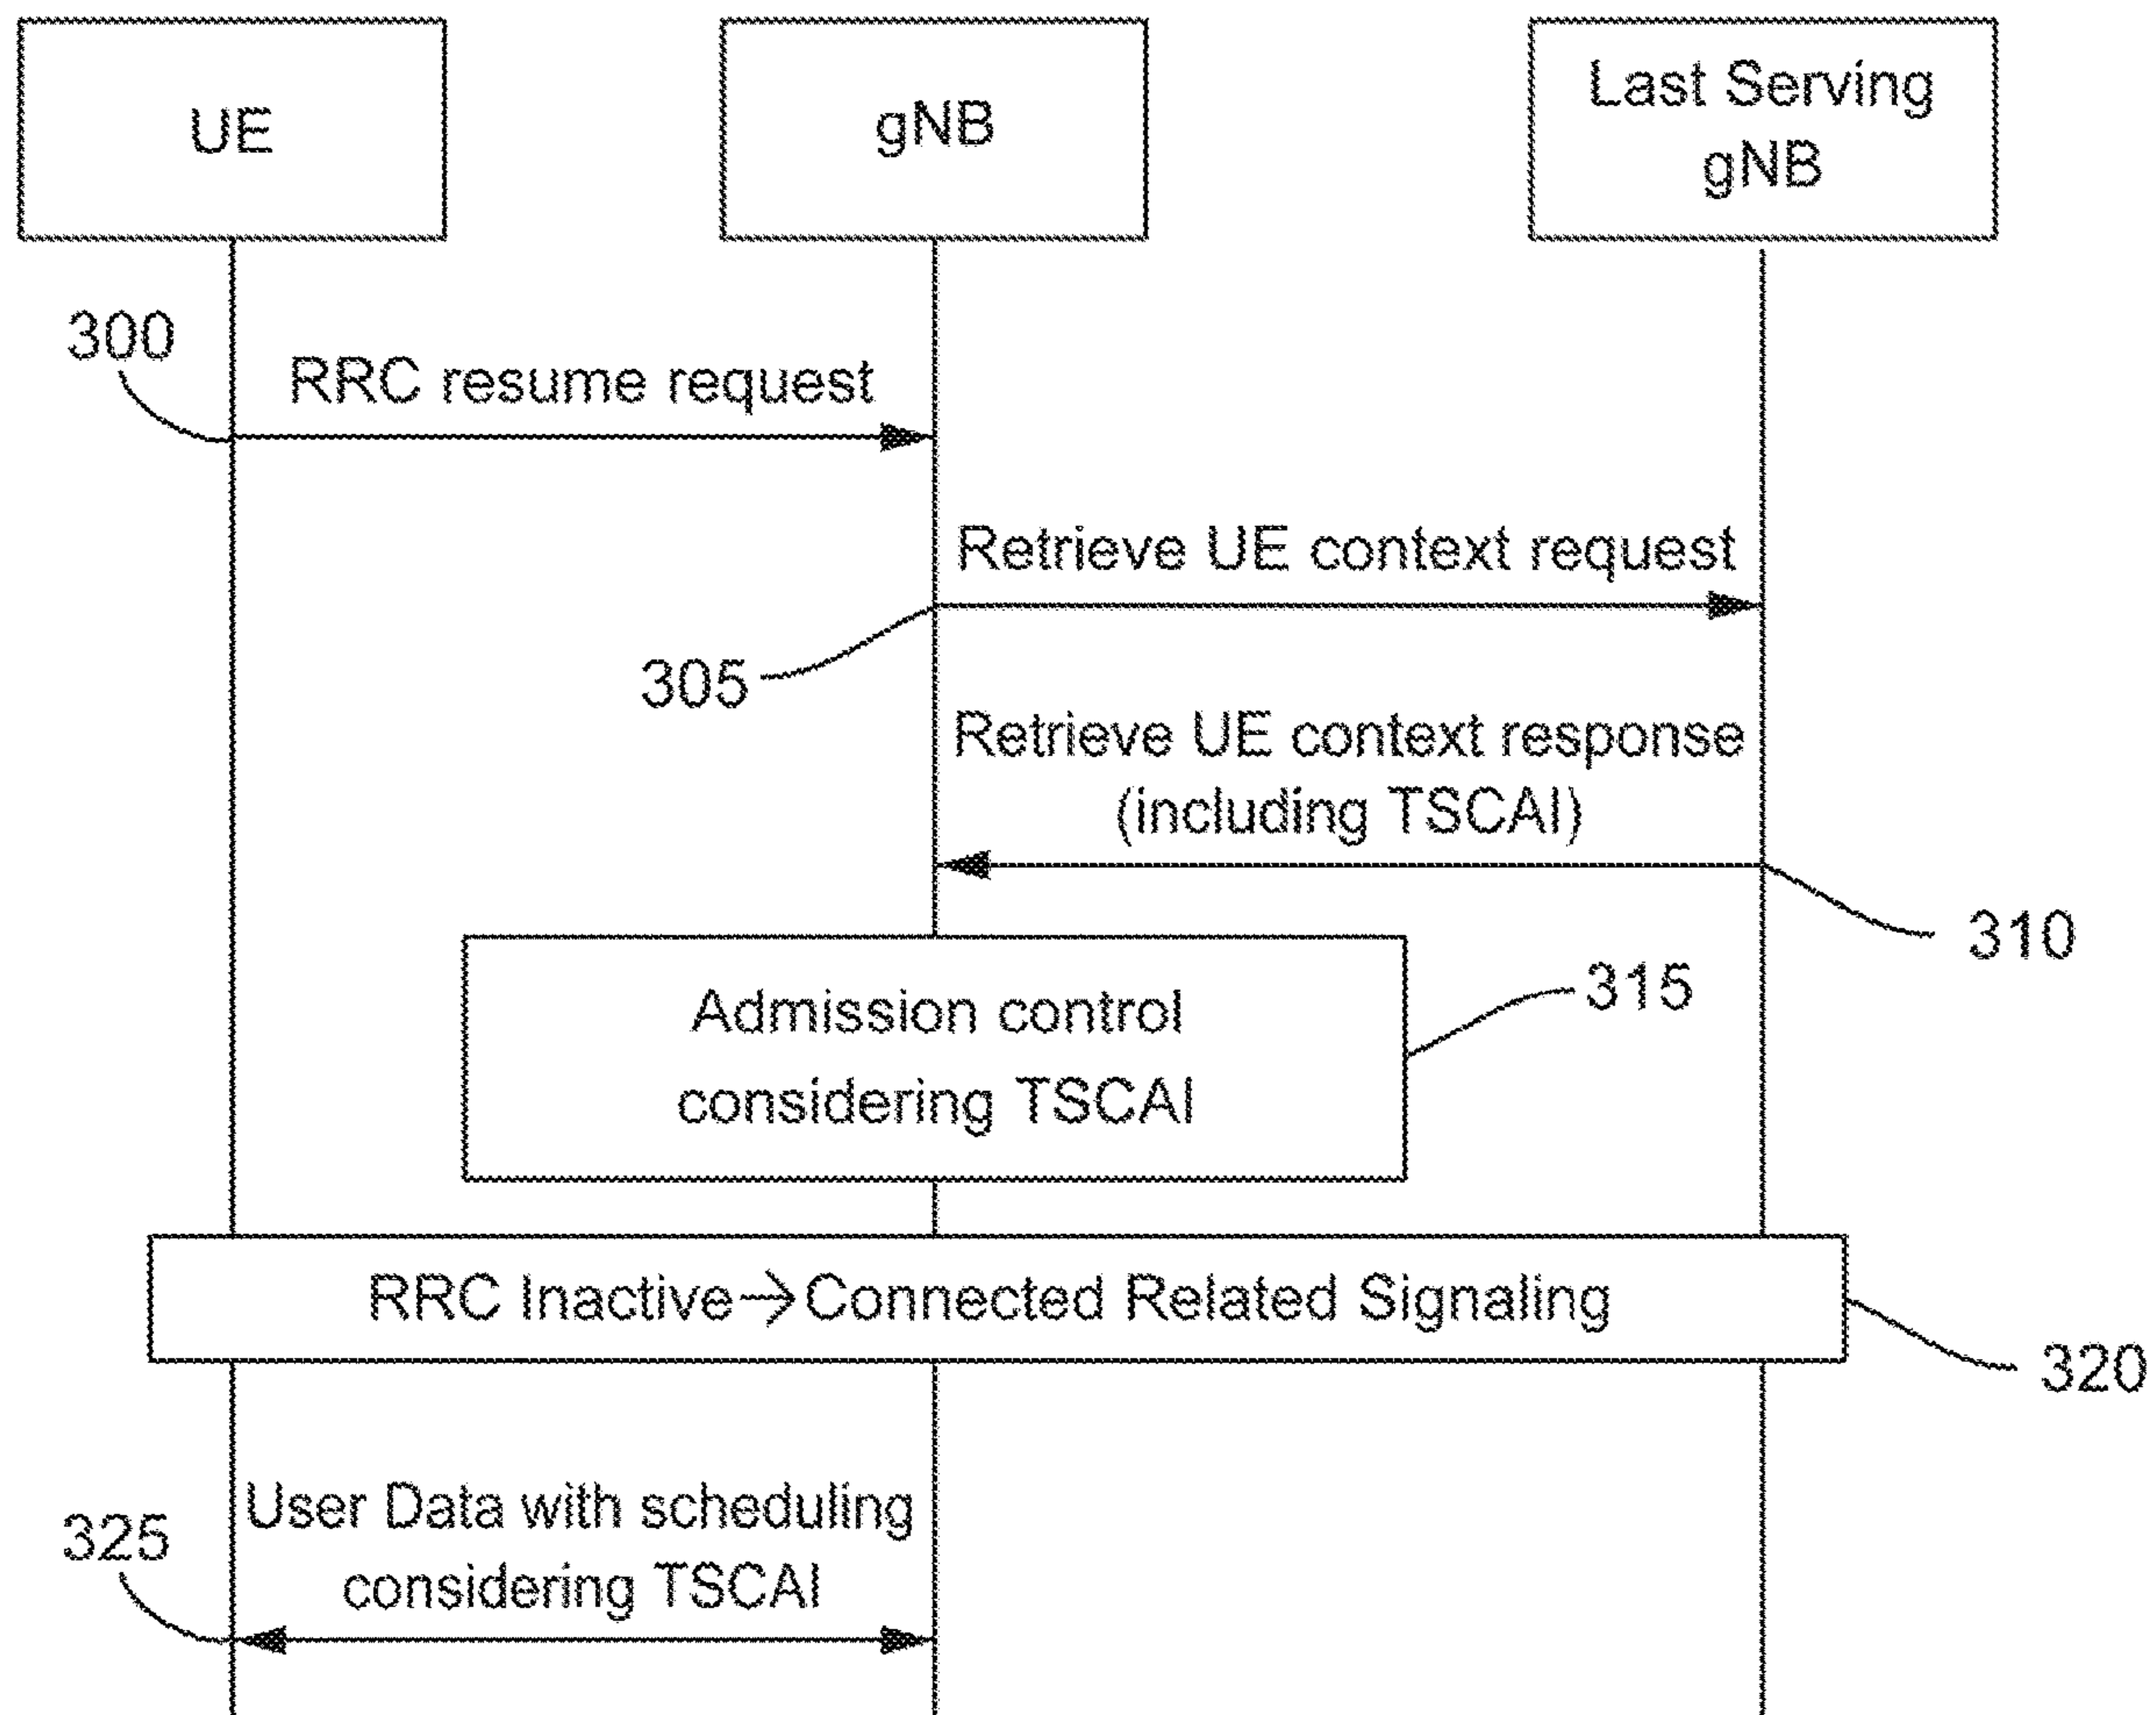 UE
gNB
Last Serving
gNB
300
RRC resume request
Retrieve UE context request
305
Retrieve UE context response
(including TSCAI)
310
Admission control
considering TSCAI
315
RRC Inactive→Connected Related Signaling
320
User Data with scheduling
considering TSCAI
325